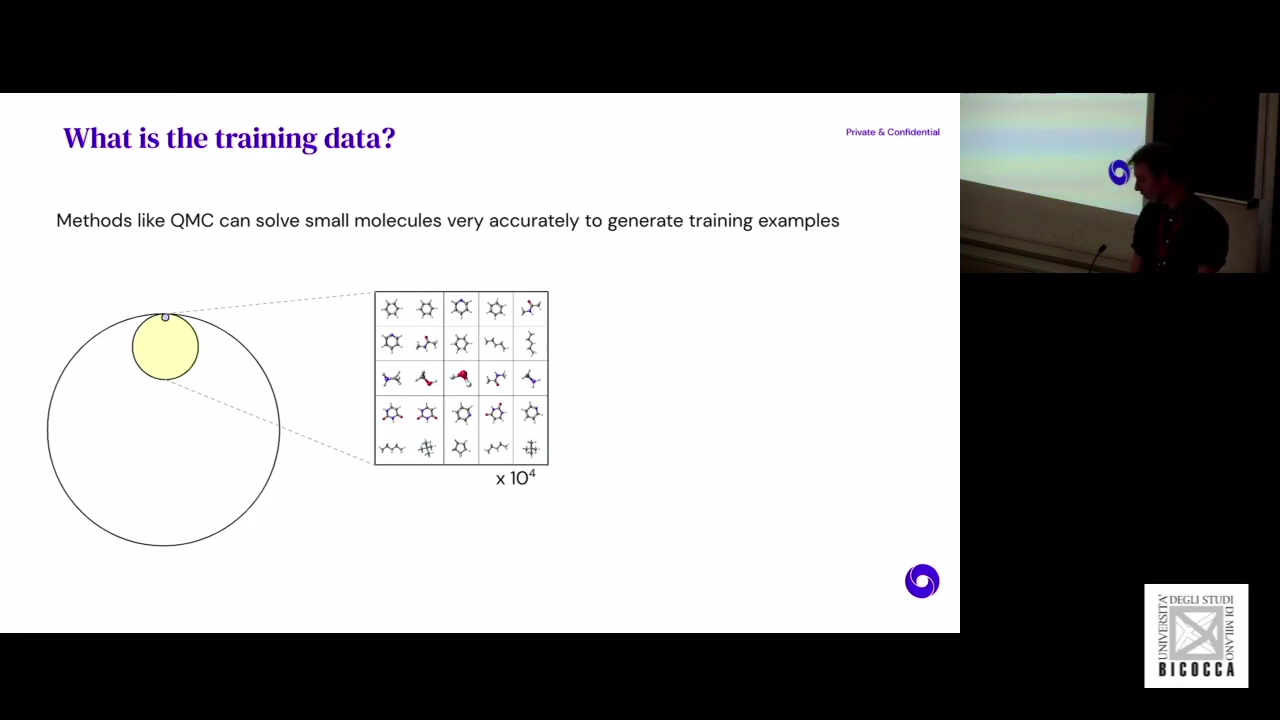 What is the training data?
Private & Confidential
Methods like QMC can solve small molecules very accurately to generate training examples
x 10⁴
UNIVERSITÀ
DEGLI STUDI
DI MILANO
BICOCCA